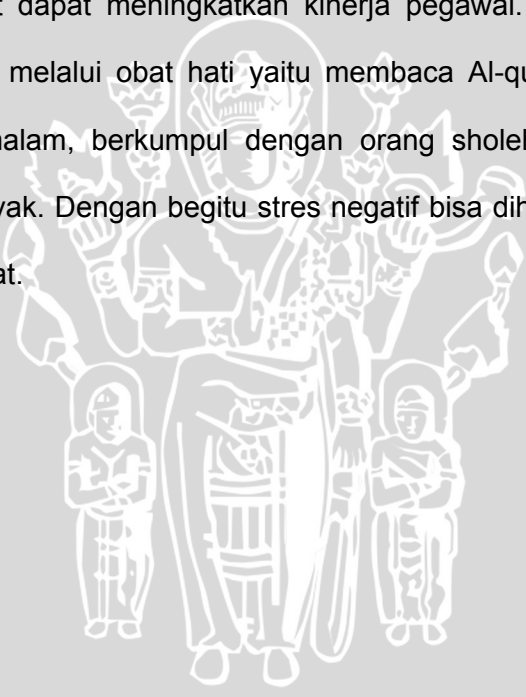 dapat meningkatkan kinerja pegawai.
melalui obat hati yaitu membaca Al-qu
alam, berkumpul dengan orang sholeh
yak. Dengan begitu stres negatif bisa dih
at.